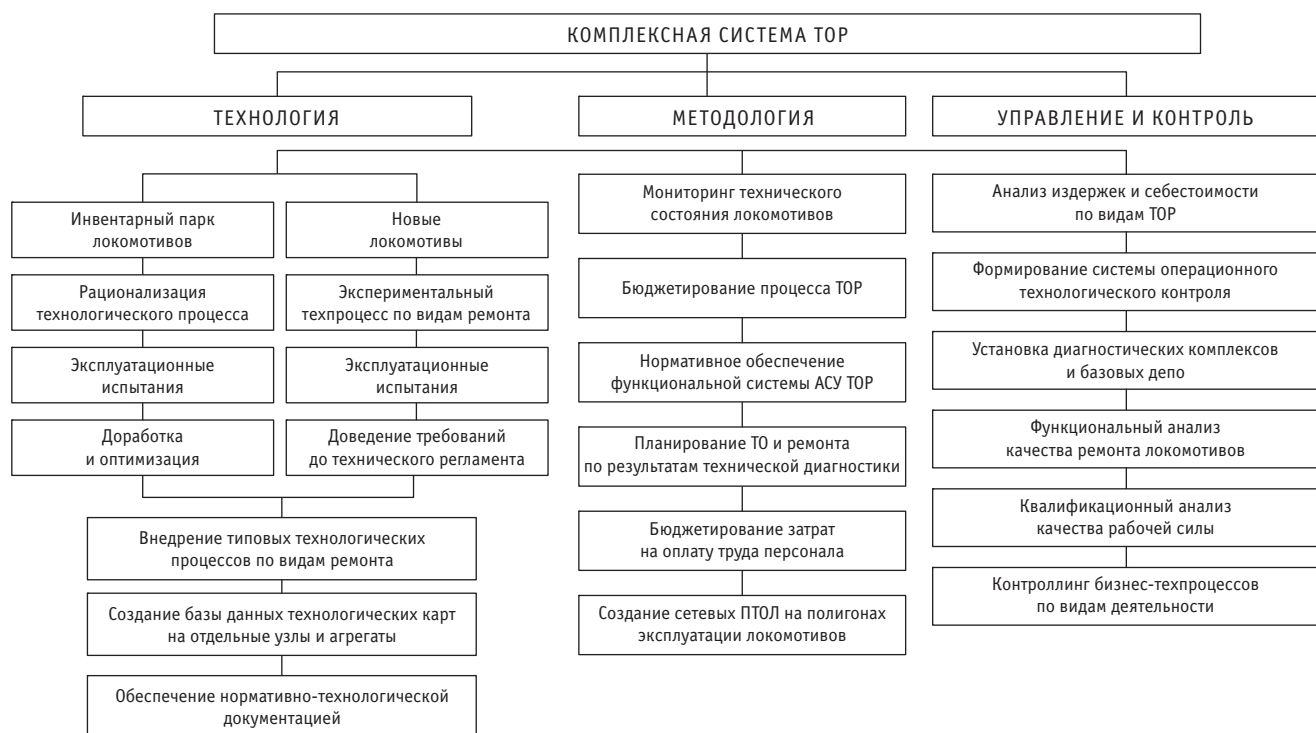 КОМПЛЕКСНАЯ СИСТЕМА ТОР
ТЕХНОЛОГИЯ
МЕТОДОЛОГИЯ
УПРАВЛЕНИЕ И КОНТРОЛЬ
Инвентарный парк
локомотивов
Рационализация
технологического процесса
Эксплуатационные
испытания
Доработка
и оптимизация
Новые
локомотивы
Экспериментальный
техпроцесс по видам ремонта
Эксплуатационные
испытания
Доведение требований
до технического регламента
Внедрение типовых технологических
процессов по видам ремонта
Создание базы данных технологических карт
на отдельные узлы и агрегаты
Обеспечение нормативно-технологической
документацией
Мониторинг технического
состояния локомотивов
Бюджетирование процесса ТОР
Нормативное обеспечение
функциональной системы АСУ ТОР
Планирование ТО и ремонта
по результатам технической диагностики
Бюджетирование затрат
на оплату труда персонала
Создание сетевых ПТОЛ на полигонах
эксплуатации локомотивов
Анализ издержек и себестоимости
по видам ТОР
Формирование системы операционного
технологического контроля
Установка диагностических комплексов
и базовых депо
Функциональный анализ
качества ремонта локомотивов
Квалификационный анализ
качества рабочей силы
Контроллинг бизнес-техпроцессов
по видам деятельности